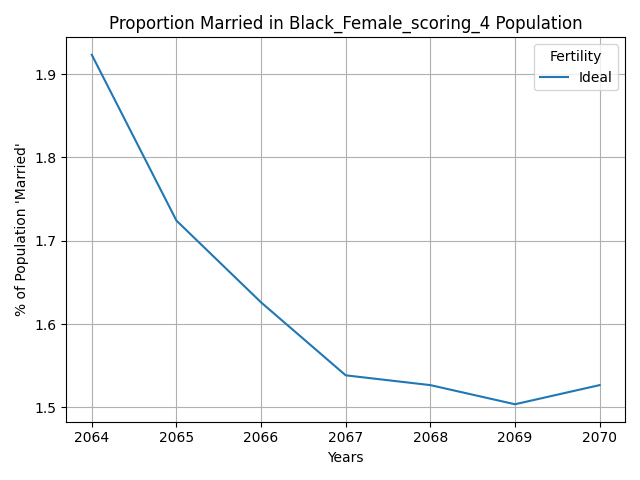 Proportion Married in Black_Female_scoring_4 Population
Fertility
Ideal
% of Population 'Married'
1.9
1.8
1.7
1.6
1.5
2064 2065 2066 2067 2068 2069 2070
Years